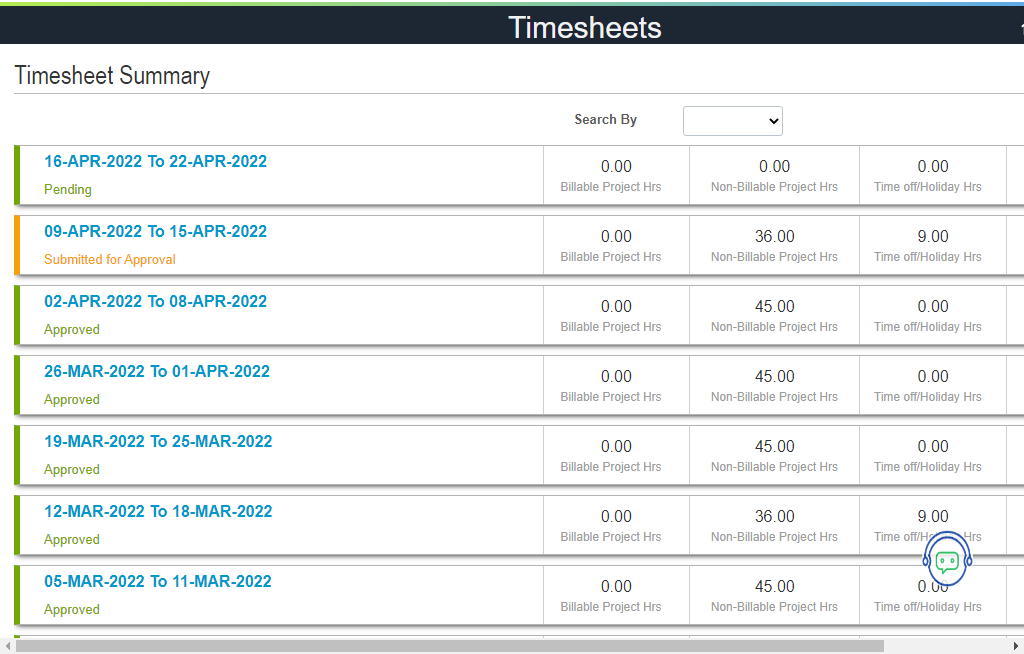 Timesheets
Timesheet Summary
Search By
16-APR-2022 To 22-APR-2022
Pending
0.00
Billable Project Hrs
0.00
Non-Billable Project Hrs
0.00
Time off/Holiday Hrs
09-APR-2022 To 15-APR-2022
Submitted for Approval
0.00
Billable Project Hrs
36.00
Non-Billable Project Hrs
9.00
Time off/Holiday Hrs
02-APR-2022 To 08-APR-2022
Approved
0.00
Billable Project Hrs
45.00
Non-Billable Project Hrs
0.00
Time off/Holiday Hrs
26-MAR-2022 To 01-APR-2022
Approved
0.00
Billable Project Hrs
45.00
Non-Billable Project Hrs
0.00
Time off/Holiday Hrs
19-MAR-2022 To 25-MAR-2022
Approved
0.00
Billable Project Hrs
45.00
Non-Billable Project Hrs
0.00
Time off/Holiday Hrs
12-MAR-2022 To 18-MAR-2022
Approved
0.00
Billable Project Hrs
36.00
Non-Billable Project Hrs
9.00
Time off/Holiday Hrs
05-MAR-2022 To 11-MAR-2022
Approved
0.00
Billable Project Hrs
45.00
Non-Billable Project Hrs
0.00
Time off/Holiday Hrs